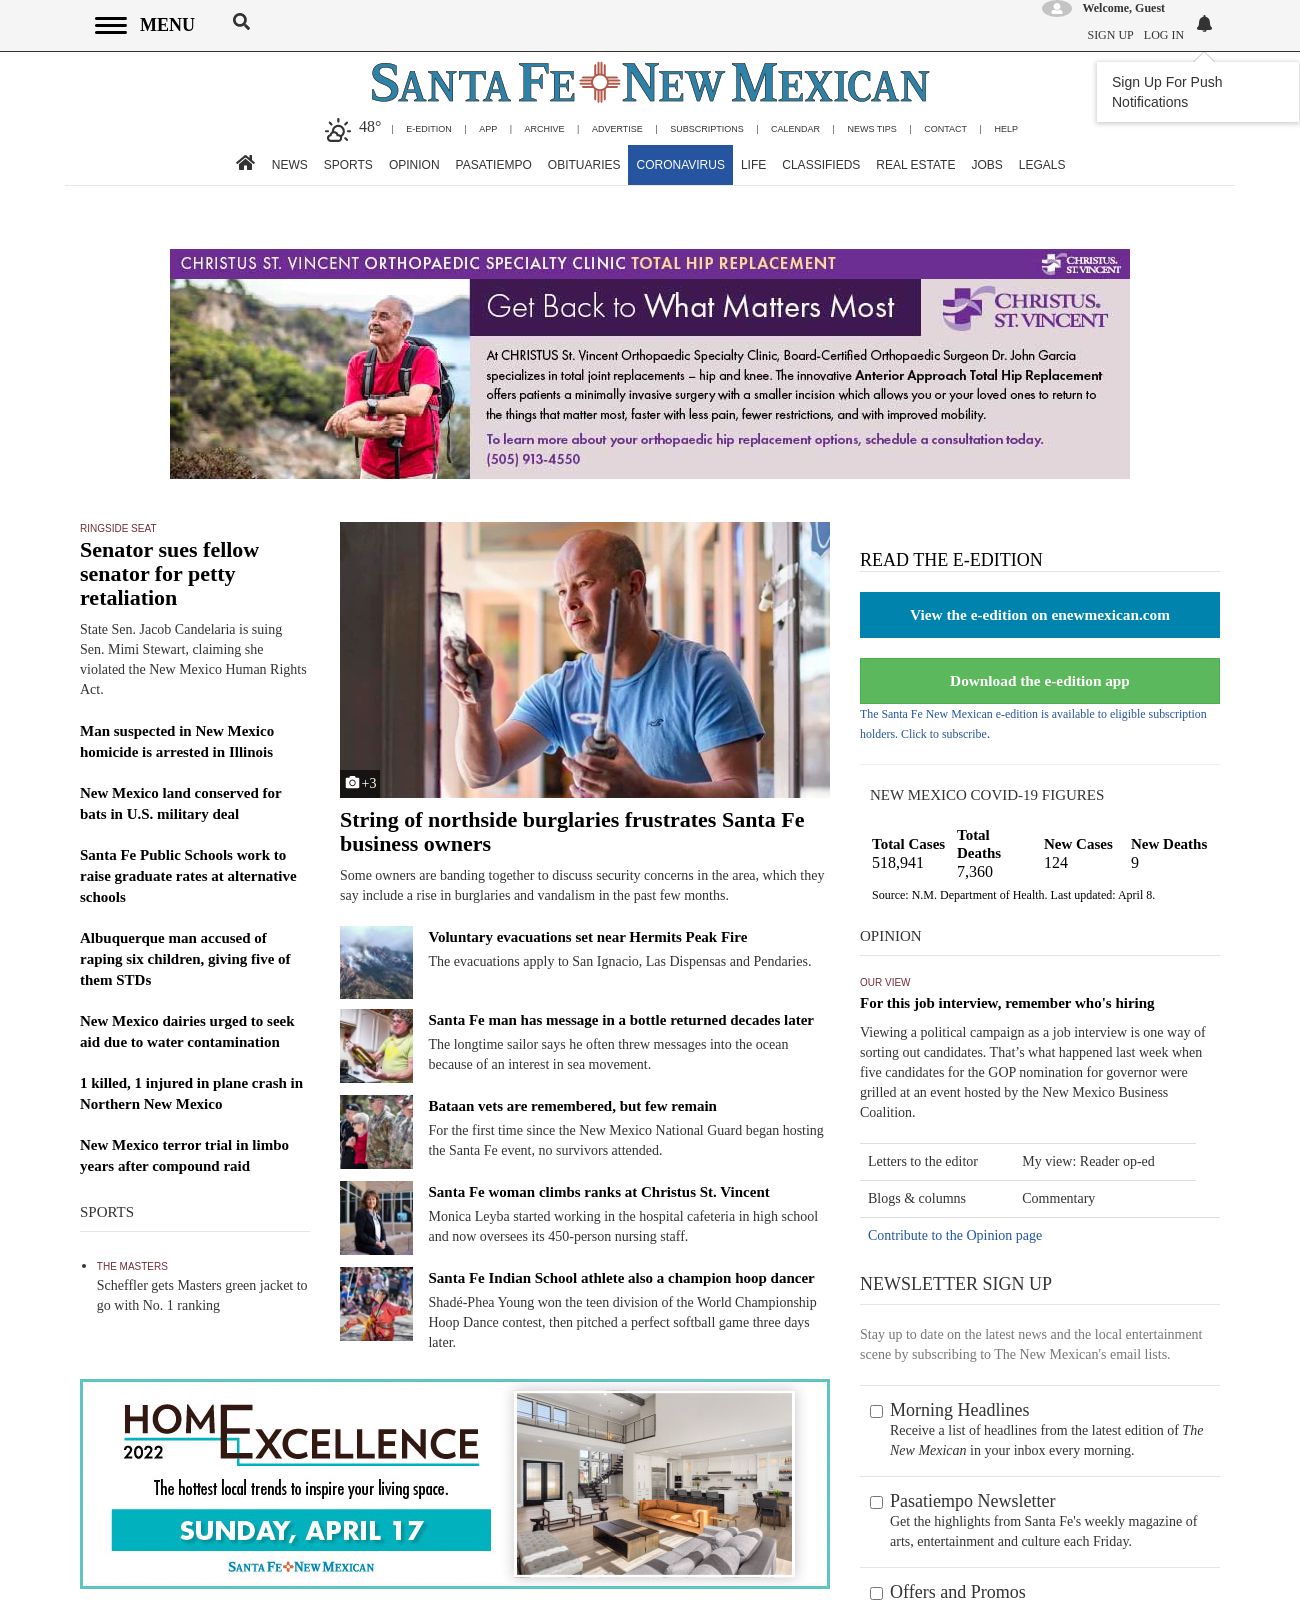 MENU
Welcome, Guest
SIGN UP LOG IN
Sign Up For Push
Notifications
SANTA FE NEW MEXICAN
48° | E-EDITION | APP | ARCHIVE | ADVERTISE | SUBSCRIPTIONS | CALENDAR | NEWS TIPS | CONTACT | HELP
NEWS SPORTS OPINION PASATIEMPO OBITUARIES CORONAVIRUS LIFE CLASSIFIEDS REAL ESTATE JOBS LEGALS
CHRISTUS ST. VINCENT ORTHOPAEDIC SPECIALTY CLINIC TOTAL HIP REPLACEMENT
CHRISTUS.
ST. VINCENT
Get Back to What Matters Most
CHRISTUS.
ST. VINCENT
At CHRISTUS St. Vincent Orthopaedic Specialty Clinic, Board-Certified Orthopaedic Surgeon Dr. John Garcia
specializes in total joint replacements – hip and knee. The innovative Anterior Approach Total Hip Replacement
offers patients a minimally invasive surgery with a smaller incision which allows you or your loved ones to return to
the things that matter most, faster with less pain, fewer restrictions, and with improved mobility.
To learn more about your orthopaedic hip replacement options, schedule a consultation today.
(505) 913-4550
RINGSIDE SEAT
Senator sues fellow
senator for petty
retaliation
State Sen. Jacob Candelaria is suing
Sen. Mimi Stewart, claiming she
violated the New Mexico Human Rights
Act.
Man suspected in New Mexico
homicide is arrested in Illinois
New Mexico land conserved for
bats in U.S. military deal
Santa Fe Public Schools work to
raise graduate rates at alternative
schools
Albuquerque man accused of
raping six children, giving five of
them STDs
New Mexico dairies urged to seek
aid due to water contamination
1 killed, 1 injured in plane crash in
Northern New Mexico
New Mexico terror trial in limbo
years after compound raid
SPORTS
THE MASTERS
Scheffler gets Masters green jacket to
go with No. 1 ranking
+3
String of northside burglaries frustrates Santa Fe
business owners
Some owners are banding together to discuss security concerns in the area, which they
say include a rise in burglaries and vandalism in the past few months.
Voluntary evacuations set near Hermits Peak Fire
The evacuations apply to San Ignacio, Las Dispensas and Pendaries.
Santa Fe man has message in a bottle returned decades later
The longtime sailor says he often threw messages into the ocean
because of an interest in sea movement.
Bataan vets are remembered, but few remain
For the first time since the New Mexico National Guard began hosting
the Santa Fe event, no survivors attended.
Santa Fe woman climbs ranks at Christus St. Vincent
Monica Leyba started working in the hospital cafeteria in high school
and now oversees its 450-person nursing staff.
Santa Fe Indian School athlete also a champion hoop dancer
Shadé-Phea Young won the teen division of the World Championship
Hoop Dance contest, then pitched a perfect softball game three days
later.
HOME EXCELLENCE
2022
The hottest local trends to inspire your living space.
SUNDAY, APRIL 17
SANTA FE NEW MEXICAN
READ THE E-EDITION
View the e-edition on enewmexican.com
Download the e-edition app
The Santa Fe New Mexican e-edition is available to eligible subscription
holders. Click to subscribe.
NEW MEXICO COVID-19 FIGURES
Total Cases Total Deaths New Cases New Deaths
518,941 7,360 124 9
Source: N.M. Department of Health. Last updated: April 8.
OPINION
OUR VIEW
For this job interview, remember who's hiring
Viewing a political campaign as a job interview is one way of
sorting out candidates. That’s what happened last week when
five candidates for the GOP nomination for governor were
grilled at an event hosted by the New Mexico Business
Coalition.
Letters to the editor My view: Reader op-ed
Blogs & columns Commentary
Contribute to the Opinion page
NEWSLETTER SIGN UP
Stay up to date on the latest news and the local entertainment
scene by subscribing to The New Mexican's email lists.
Morning Headlines
Receive a list of headlines from the latest edition of The
New Mexican in your inbox every morning.
Pasatiempo Newsletter
Get the highlights from Santa Fe's weekly magazine of
arts, entertainment and culture each Friday.
Offers and Promos